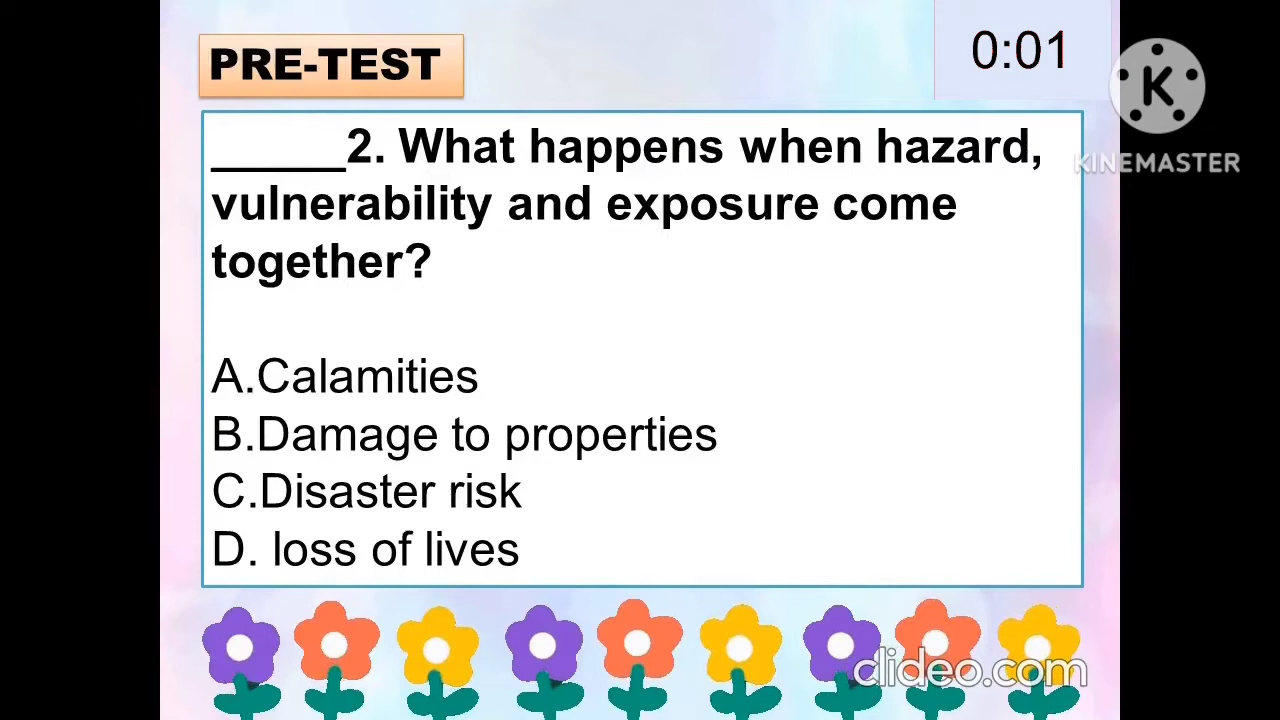 PRE-TEST
0:01
K
KINEMASTER
_____2. What happens when hazard,
vulnerability and exposure come
together?
A.Calamities
B.Damage to properties
C.Disaster risk
D. loss of lives
clideo.com